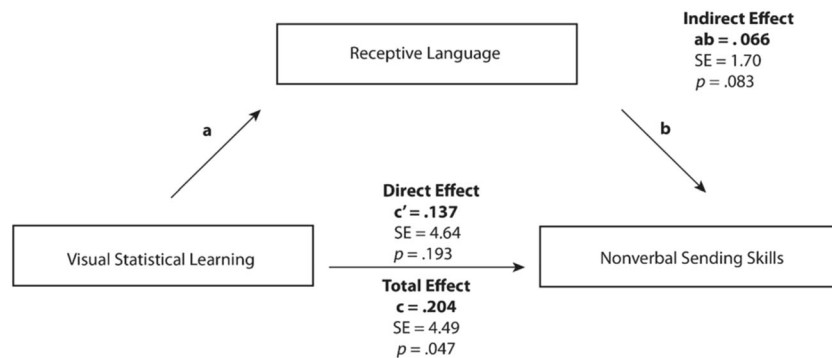 Indirect Effect
ab = .066
SE = 1.70
p = .083
Receptive Language
a
b
Direct Effect
c' = .137
SE = 4.64
p = .193
Visual Statistical Learning
Nonverbal Sending Skills
Total Effect
c = .204
SE = 4.49
p = .047